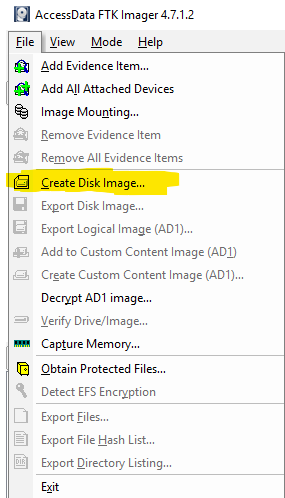 AccessData FTK Imager 4.7.1.2
File View Mode Help
Add Evidence Item...
Add All Attached Devices
Image Mounting...
Remove Evidence Item
Remove All Evidence Items
Create Disk Image...
Export Disk Image...
Export Logical Image (AD1)...
Add to Custom Content Image (AD1)
Create Custom Content Image (AD1)...
Decrypt AD1 image...
Verify Drive/Image...
Capture Memory...
Obtain Protected Files...
Detect EFS Encryption
Export Files...
Export File Hash List...
Export Directory Listing...
Exit